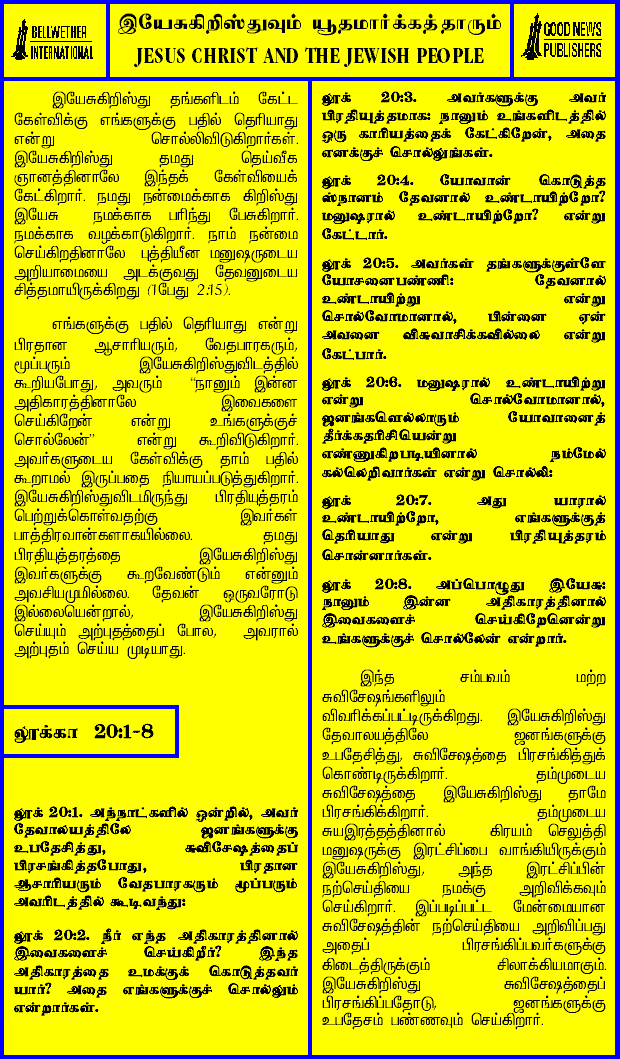 BELLWETHER
INTERNATIONAL
இயேசுகிறிஸ்துவும் யூதமார்க்கத்தாரும்
JESUS CHRIST AND THE JEWISH PEOPLE
GOOD NEWS
PUBLISHERS
இயேசுகிறிஸ்து தங்களிடம் கேட்ட
கேள்விக்கு எங்களுக்கு பதில் தெரியாது
என்று சொல்லிவிடுகிறார்கள்.
இயேசுகிறிஸ்து தமது தெய்வீக
ஞானத்தினாலே இந்தக் கேள்வியைக்
கேட்கிறார். நமது நன்மைக்காக கிறிஸ்து
இயேசு நமக்காக பரிந்து பேசுகிறார்.
நமக்காக வழக்காடுகிறார். நாம் நன்மை
செய்கிறதினாலே புத்தியீன மனுஷருடைய
அறியாமையை அடக்குவது தேவனுடைய
சித்தமாயிருக்கிறது (1பேது 2:15).
எங்களுக்கு பதில் தெரியாது என்று
பிரதான ஆசாரியரும், வேதபாரகரும்,
மூப்பரும் இயேசுகிறிஸ்துவிடத்தில்
கூறியபோது, அவரும் “நானும் இன்ன
அதிகாரத்தினாலே இவைகளை
செய்கிறேன் என்று உங்களுக்குச்
சொல்லேன்” என்று கூறிவிடுகிறார்.
அவர்களுடைய கேள்விக்கு தாம் பதில்
கூறாமல் இருப்பதை நியாயப்படுத்துகிறார்.
இயேசுகிறிஸ்துவிடமிருந்து பிரதியுத்தரம்
பெற்றுக்கொள்வதற்கு இவர்கள்
பாத்திரவான்களாகயில்லை. தமது
பிரதியுத்தரத்தை இயேசுகிறிஸ்து
இவர்களுக்கு கூறவேண்டும் என்னும்
அவசியமுமில்லை. தேவன் ஒருவரோடு
இல்லையென்றால், இயேசுகிறிஸ்து
செய்யும் அற்புதத்தைப் போல, அவரால்
அற்புதம் செய்ய முடியாது.
லூக்கா 20:1-8
லூக் 20:1. அந்நாட்களில் ஒன்றில், அவர்
தேவாலயத்திலே ஜனங்களுக்கு
உபதேசித்து, சுவிசேஷத்தைப்
பிரசங்கித்தபோது, பிரதான
ஆசாரியரும் வேதபாரகரும் மூப்பரும்
அவரிடத்தில் கூடிவந்து:
லூக் 20:2. நீர் எந்த அதிகாரத்தினால்
இவைகளைச் செய்கிறீர்? இந்த
அதிகாரத்தை உமக்குக் கொடுத்தவர்
யார்? அதை எங்களுக்குச் சொல்லும்
என்றார்கள்.
லூக் 20:3. அவர்களுக்கு அவர்
பிரதியுத்தமாக: நானும் உங்களிடத்தில்
ஒரு காரியத்தைக் கேட்கிறேன், அதை
எனக்குச் சொல்லுங்கள்.
லூக் 20:4. யோவான் கொடுத்த
ஸ்நானம் தேவனால் உண்டாயிற்றோ?
மனுஷரால் உண்டாயிற்றோ? என்று
கேட்டார்.
லூக் 20:5. அவர்கள் தங்களுக்குள்ளே
யோசனைபண்ணி: தேவனால்
உண்டாயிற்று என்று
சொல்வோமானால், பின்னை ஏன்
அவனை விசுவாசிக்கவில்லை என்று
கேட்பார்.
லூக் 20:6. மனுஷரால் உண்டாயிற்று
என்று சொல்வோமானால்,
ஜனங்களெல்லாரும் யோவானைத்
தீர்க்கதரிசியென்று
எண்ணுகிறபடியினால் நம்மேல்
கல்லெறிவார்கள் என்று சொல்லி:
லூக் 20:7. அது யாரால்
உண்டாயிற்றோ, எங்களுக்குத்
தெரியாது என்று பிரதியுத்தரம்
சொன்னார்கள்.
லூக் 20:8. அப்பொழுது இயேசு:
நானும் இன்ன அதிகாரத்தினால்
இவைகளைச் செய்கிறேனென்று
உங்களுக்குச் சொல்லேன் என்றார்.
இந்த சம்பவம் மற்ற
சுவிசேஷங்களிலும்
விவரிக்கப்பட்டிருக்கிறது. இயேசுகிறிஸ்து
தேவாலயத்திலே ஜனங்களுக்கு
உபதேசித்து, சுவிசேஷத்தை பிரசங்கித்துக்
கொண்டிருக்கிறார். தம்முடைய
சுவிசேஷத்தை இயேசுகிறிஸ்து தாமே
பிரசங்கிக்கிறார். தம்முடைய
சுயஇரத்தத்தினால் கிரயம் செலுத்தி
மனுஷருக்கு இரட்சிப்பை வாங்கியிருக்கும்
இயேசுகிறிஸ்து, அந்த இரட்சிப்பின்
நற்செய்தியை நமக்கு அறிவிக்கவும்
செய்கிறார். இப்படிப்பட்ட மேன்மையான
சுவிசேஷத்தின் நற்செய்தியை அறிவிப்பது
அதைப் பிரசங்கிப்பவர்களுக்கு
கிடைத்திருக்கும் சிலாக்கியமாகும்.
இயேசுகிறிஸ்து சுவிசேஷத்தைப்
பிரசங்கிப்பதோடு, ஜனங்களுக்கு
உபதேசம் பண்ணவும் செய்கிறார்.